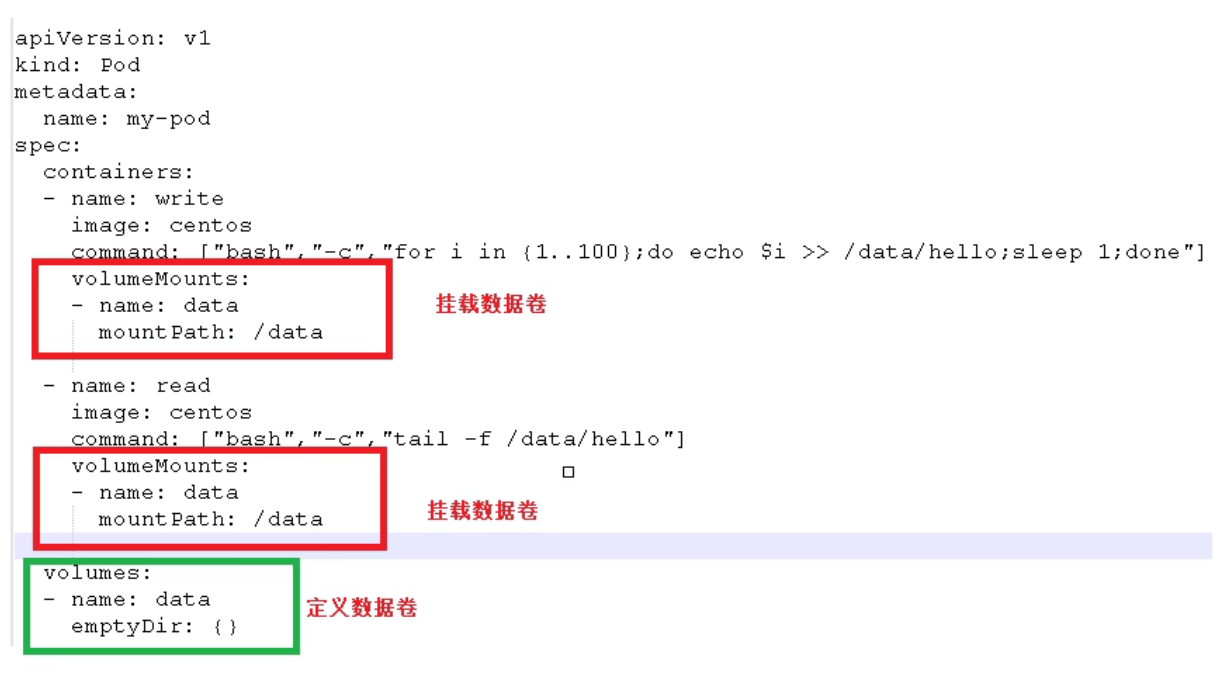 apiVersion: v1
kind: Pod
metadata:
  name: my-pod
spec:
  containers:
  - name: write
    image: centos
    command: ["bash","-c","for i in {1..100};do echo $i >> /data/hello;sleep 1;done"]
    volumeMounts:
    - name: data 挂载数据卷
      mountPath: /data
  - name: read
    image: centos
    command: ["bash","-c","tail -f /data/hello"]
    volumeMounts:
    - name: data
      mountPath: /data 挂载数据卷
  volumes:
  - name: data 定义数据卷
    emptyDir: {}